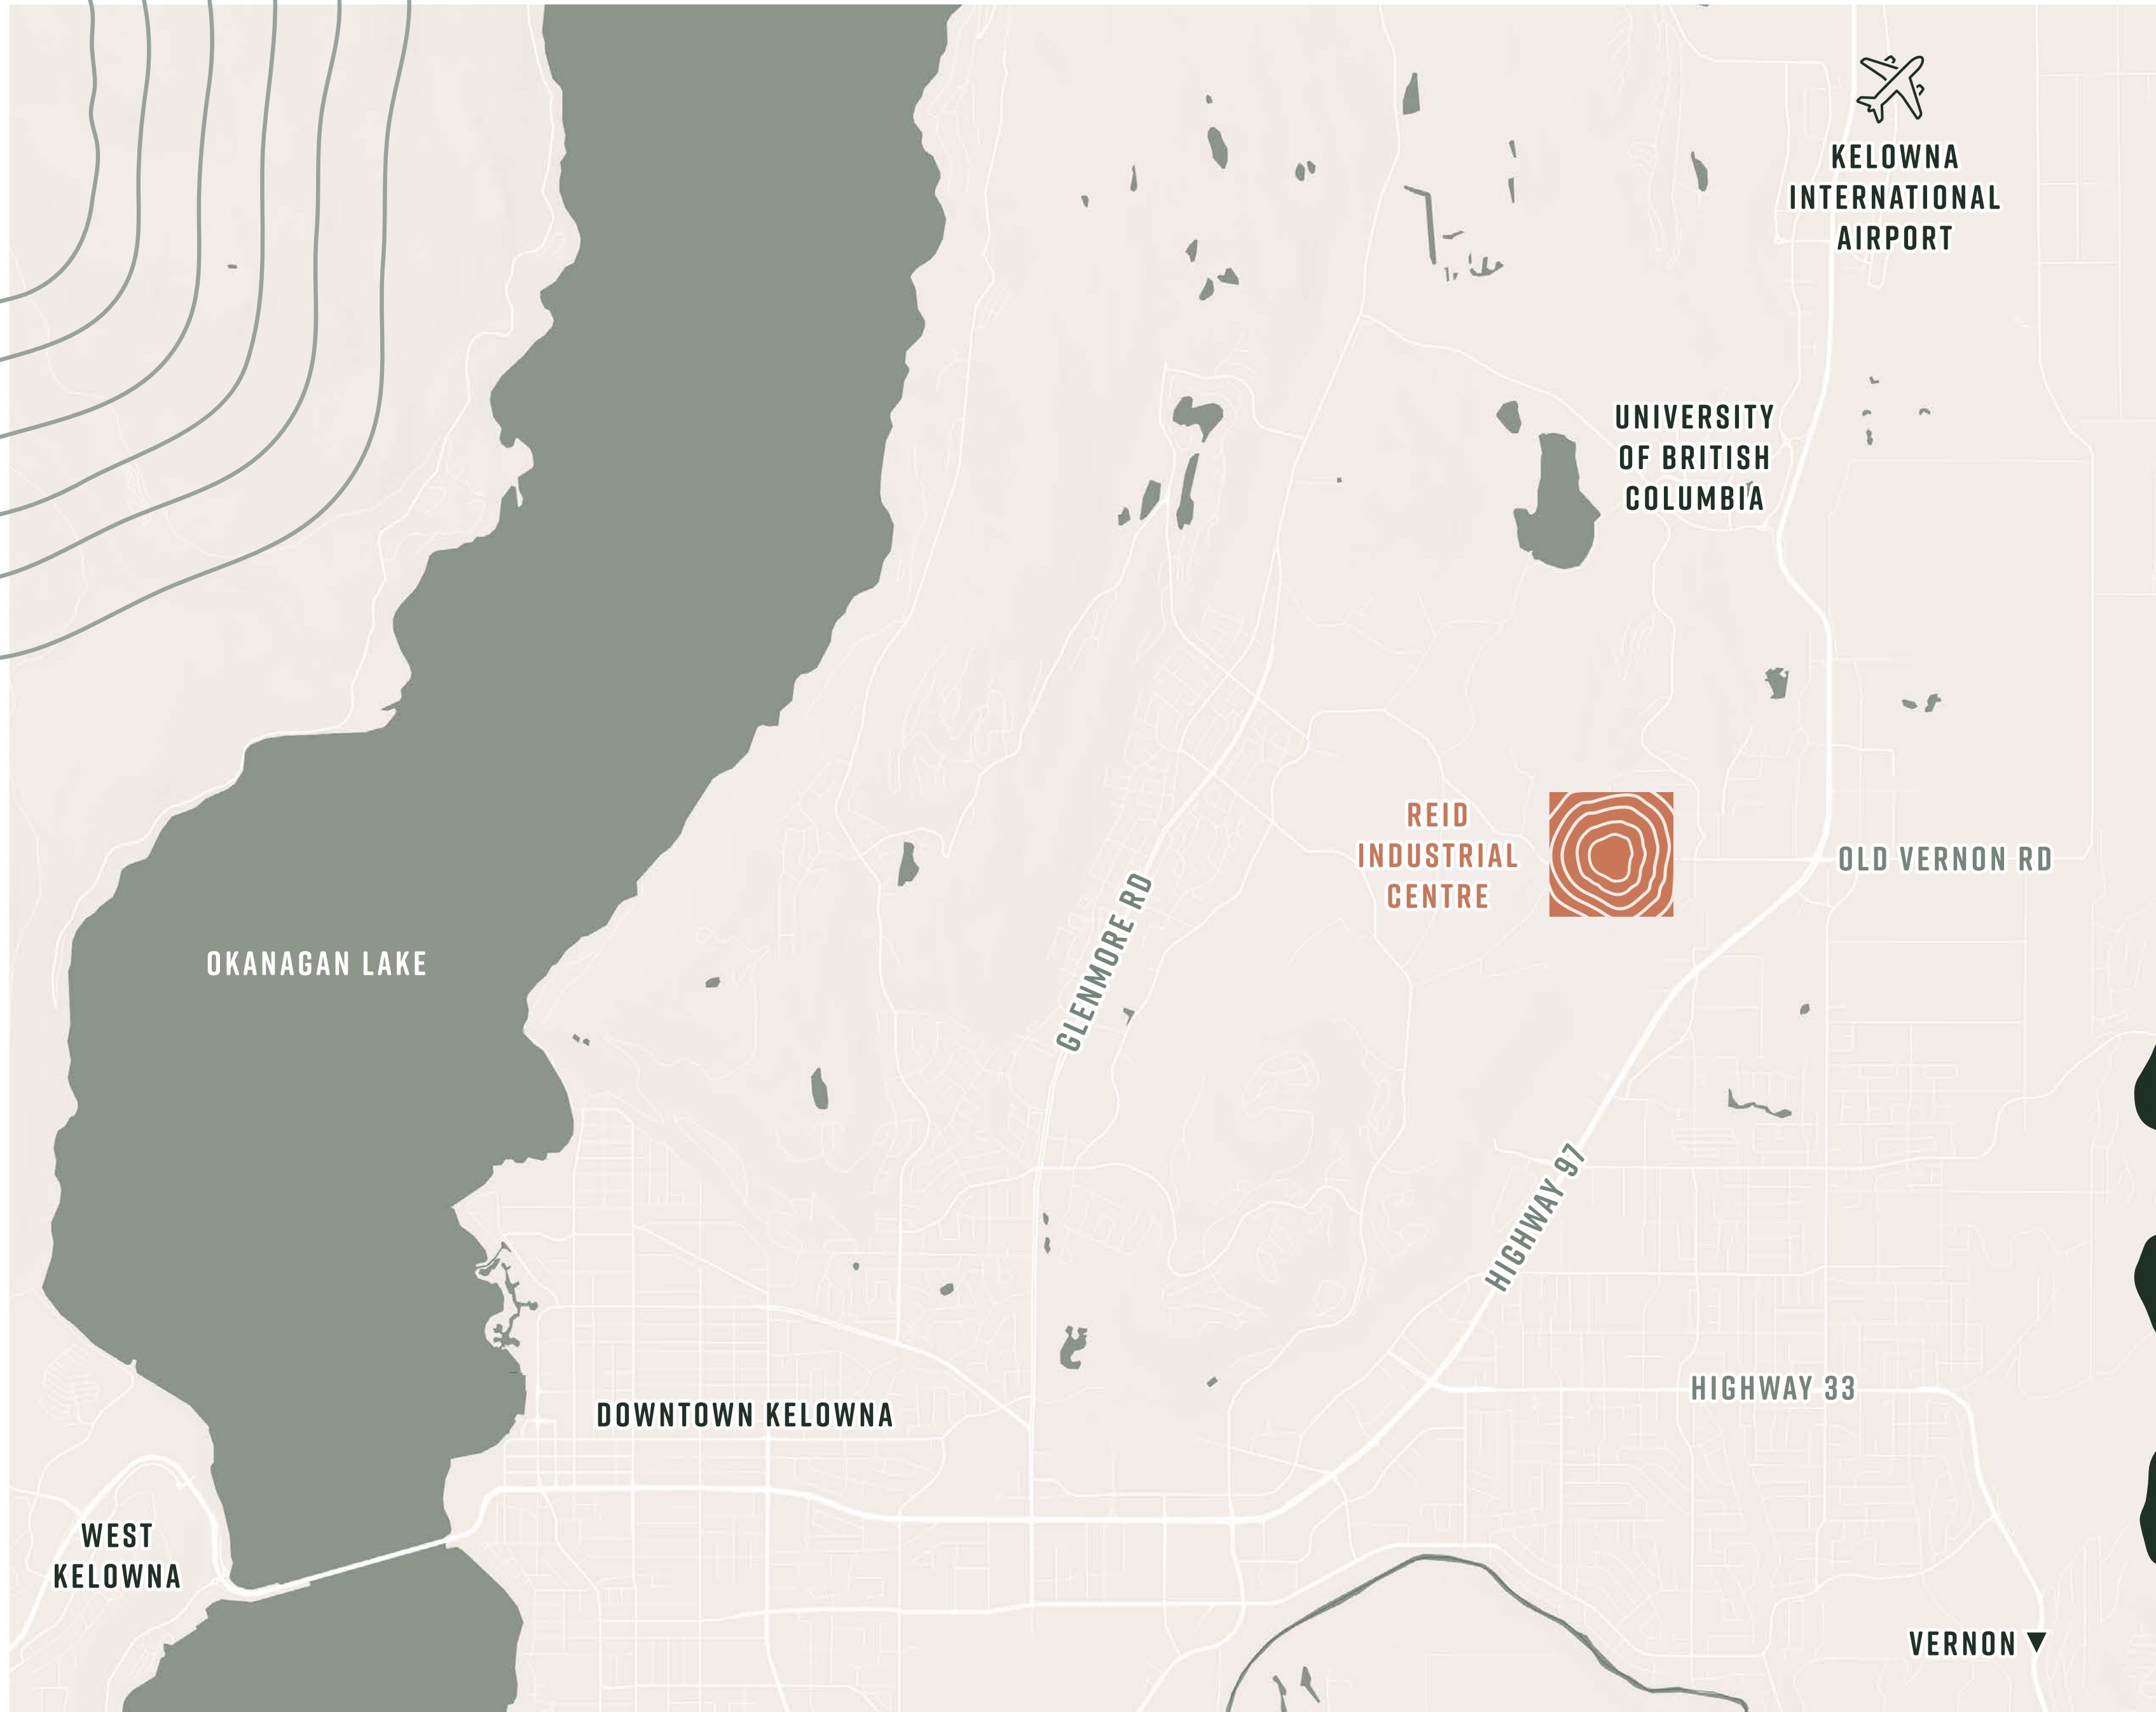 KELOWNA
INTERNATIONAL
AIRPORT
UNIVERSITY
OF BRITISH
COLUMBIA
REID
INDUSTRIAL
CENTRE
OLD VERNON RD
GLENMORE RD
OKANAGAN LAKE
HIGHWAY 97
HIGHWAY 33
DOWNTOWN KELOWNA
WEST
KELOWNA
VERNON